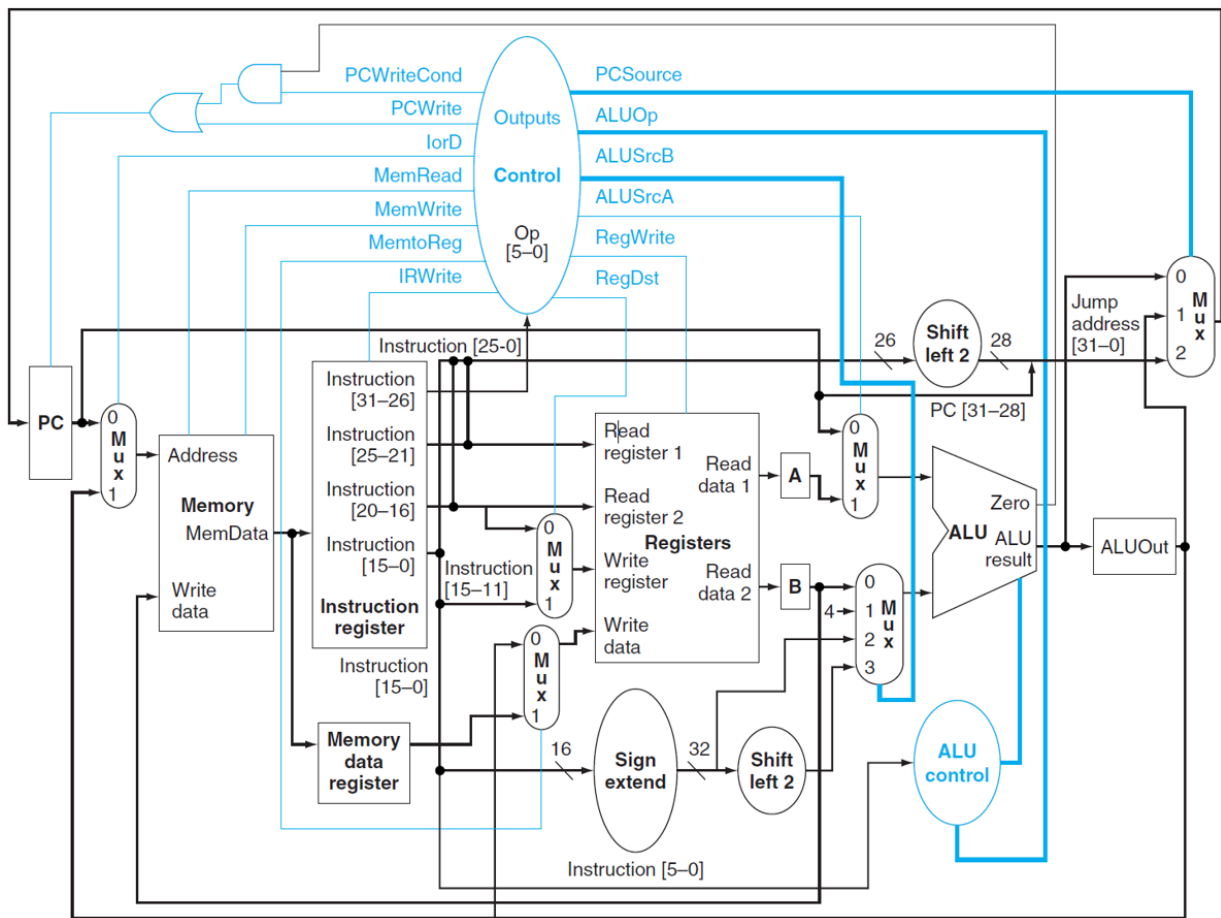 PCWriteCond
PCWrite
IorD
MemRead
MemWrite
MemtoReg
IRWrite
Outputs
Control
Op
[5–0]
PCSource
ALUOp
ALUSrcB
ALUSrcA
RegWrite
RegDst
Instruction [25-0]
26
Shift
left 2
28
Jump
address
[31–0]
0
1
2
M
u
x
PC [31–28]
PC
0
M
u
x
1
Address
Memory
MemData
Write
data
Instruction
[31–26]
Instruction
[25–21]
Instruction
[20–16]
Instruction
[15–0]
Instruction
register
Instruction
[15–11]
0
M
u
x
1
Instruction
[15–0]
0
M
u
x
1
Memory
data
register
Read
register 1
Read
register 2
Registers
Write
register
Write
data
Read
data 1
Read
data 2
A
B
0
M
u
x
1
4
0
1
2
3
M
u
x
Zero
ALU
ALU
result
ALUOut
16
Sign
extend
32
Shift
left 2
ALU
control
Instruction [5–0]